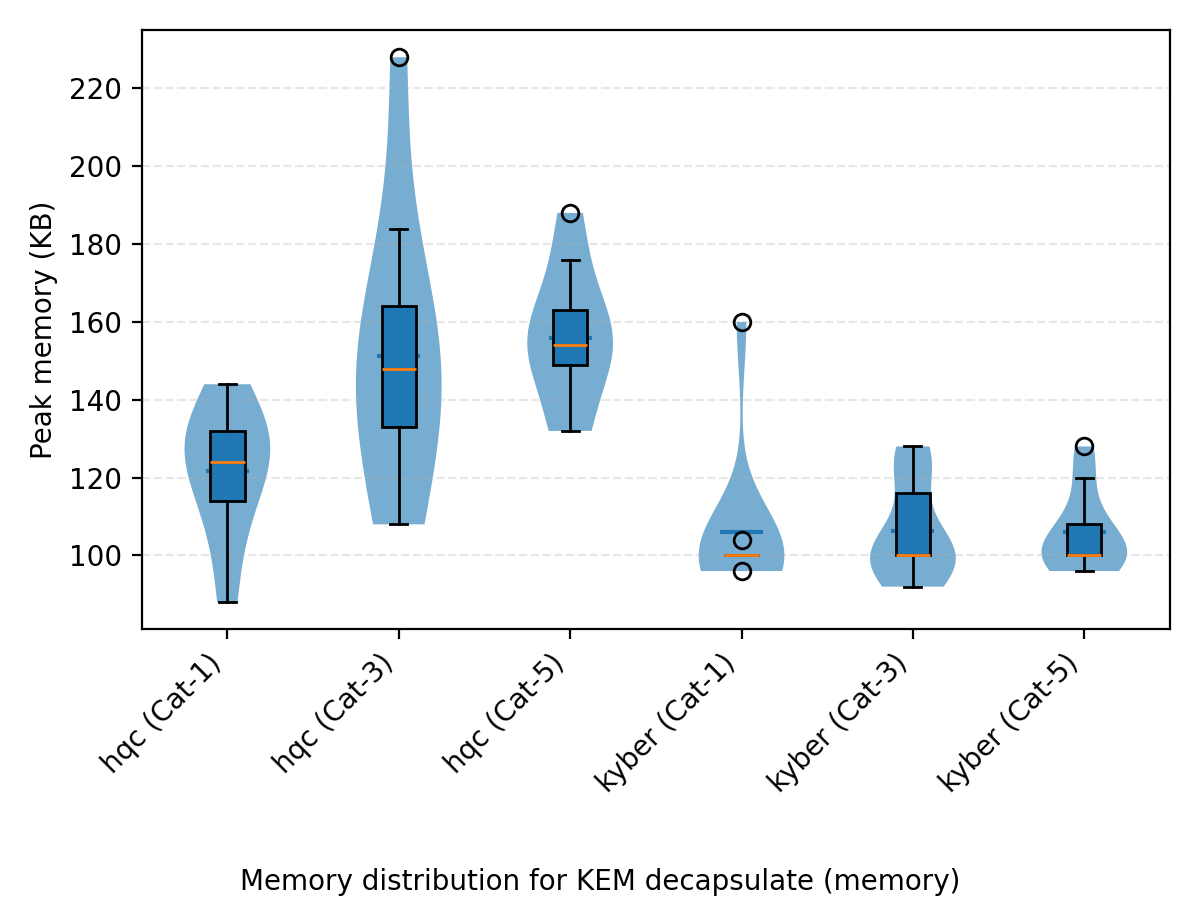 220
200
180
160
140
120
100
Peak memory (KB)
hqc (Cat-1)
hqc (Cat-3)
hqc (Cat-5)
kyber (Cat-1)
kyber (Cat-3)
kyber (Cat-5)
Memory distribution for KEM decapsulate (memory)